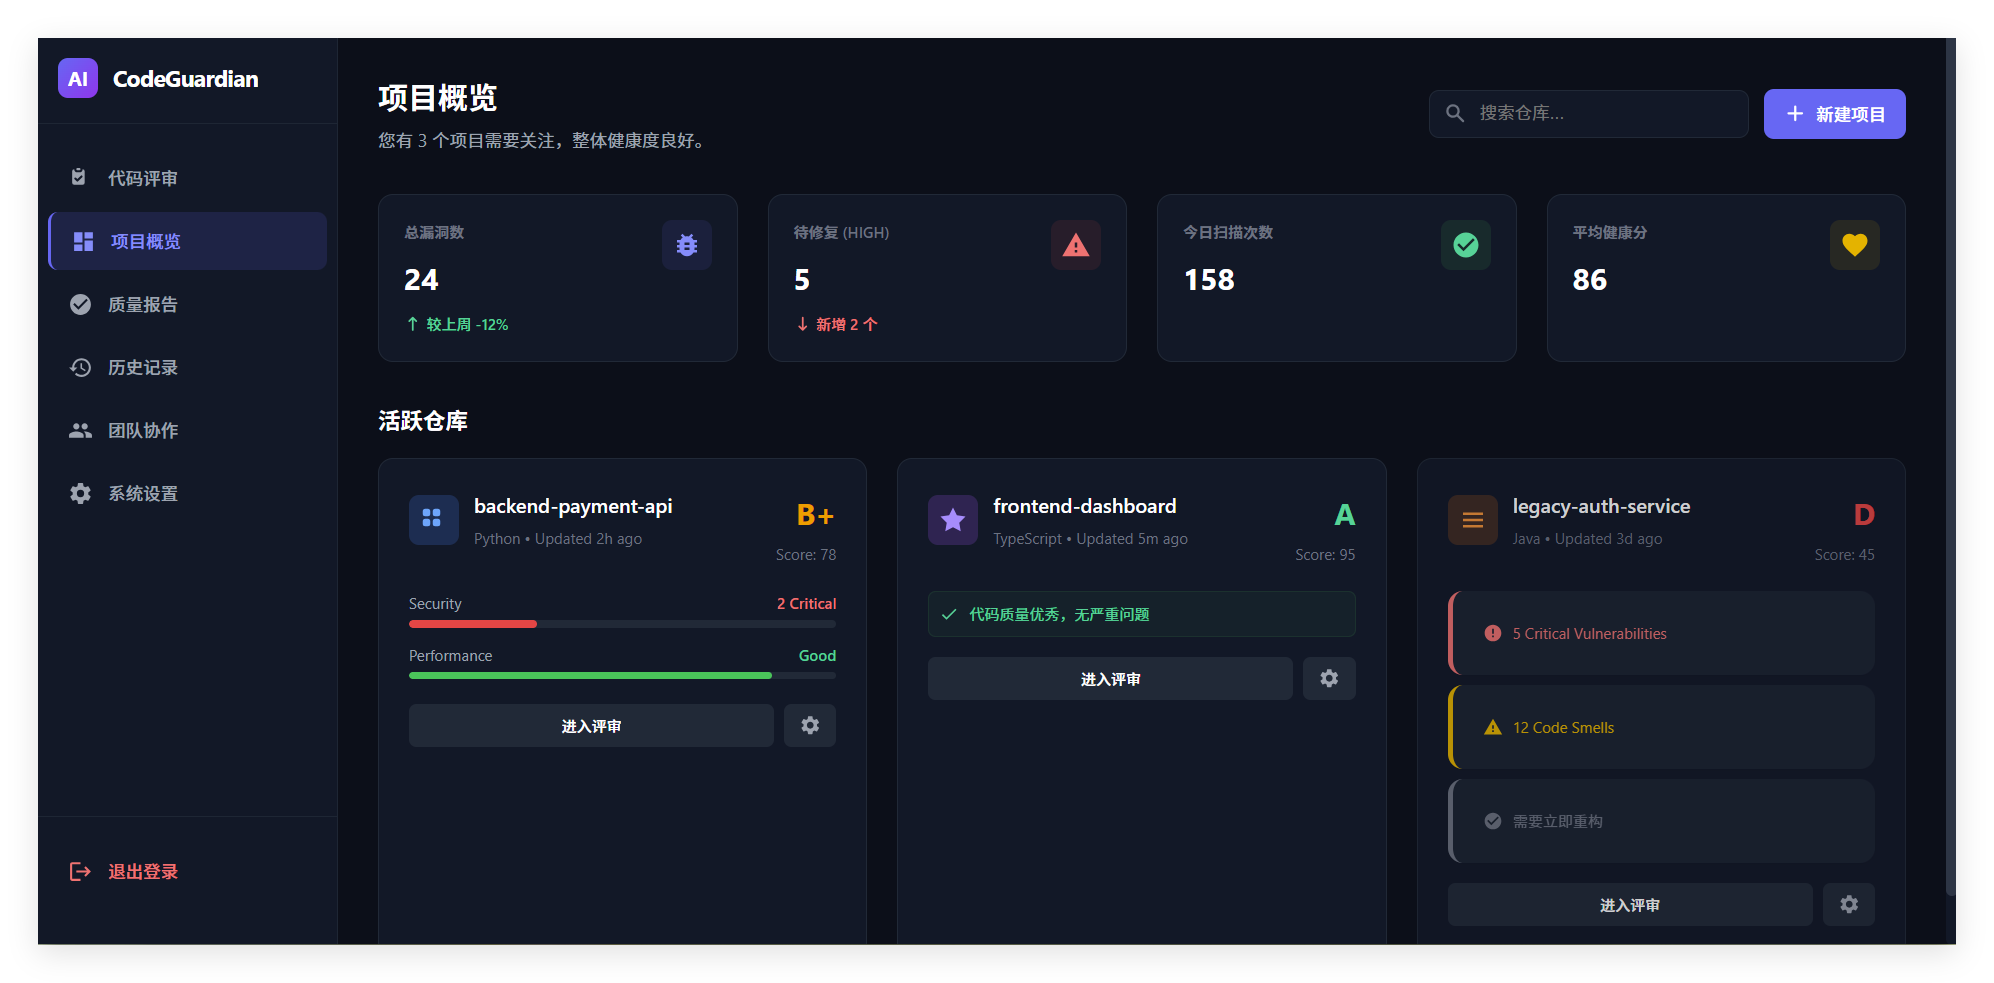 AI CodeGuardian
代码评审
项目概览
质量报告
历史记录
团队协作
系统设置
退出登录
项目概览
您有 3 个项目需要关注，整体健康度良好。
搜索仓库...
新建项目
总漏洞数
24
较上周 -12%
待修复 (HIGH)
5
新增 2 个
今日扫描次数
158
平均健康分
86
活跃仓库
backend-payment-api
Python • Updated 2h ago
B+
Score: 78
Security
2 Critical
Performance
Good
进入评审
frontend-dashboard
TypeScript • Updated 5m ago
A
Score: 95
代码质量优秀，无严重问题
进入评审
legacy-auth-service
Java • Updated 3d ago
D
Score: 45
5 Critical Vulnerabilities
12 Code Smells
需要立即重构
进入评审